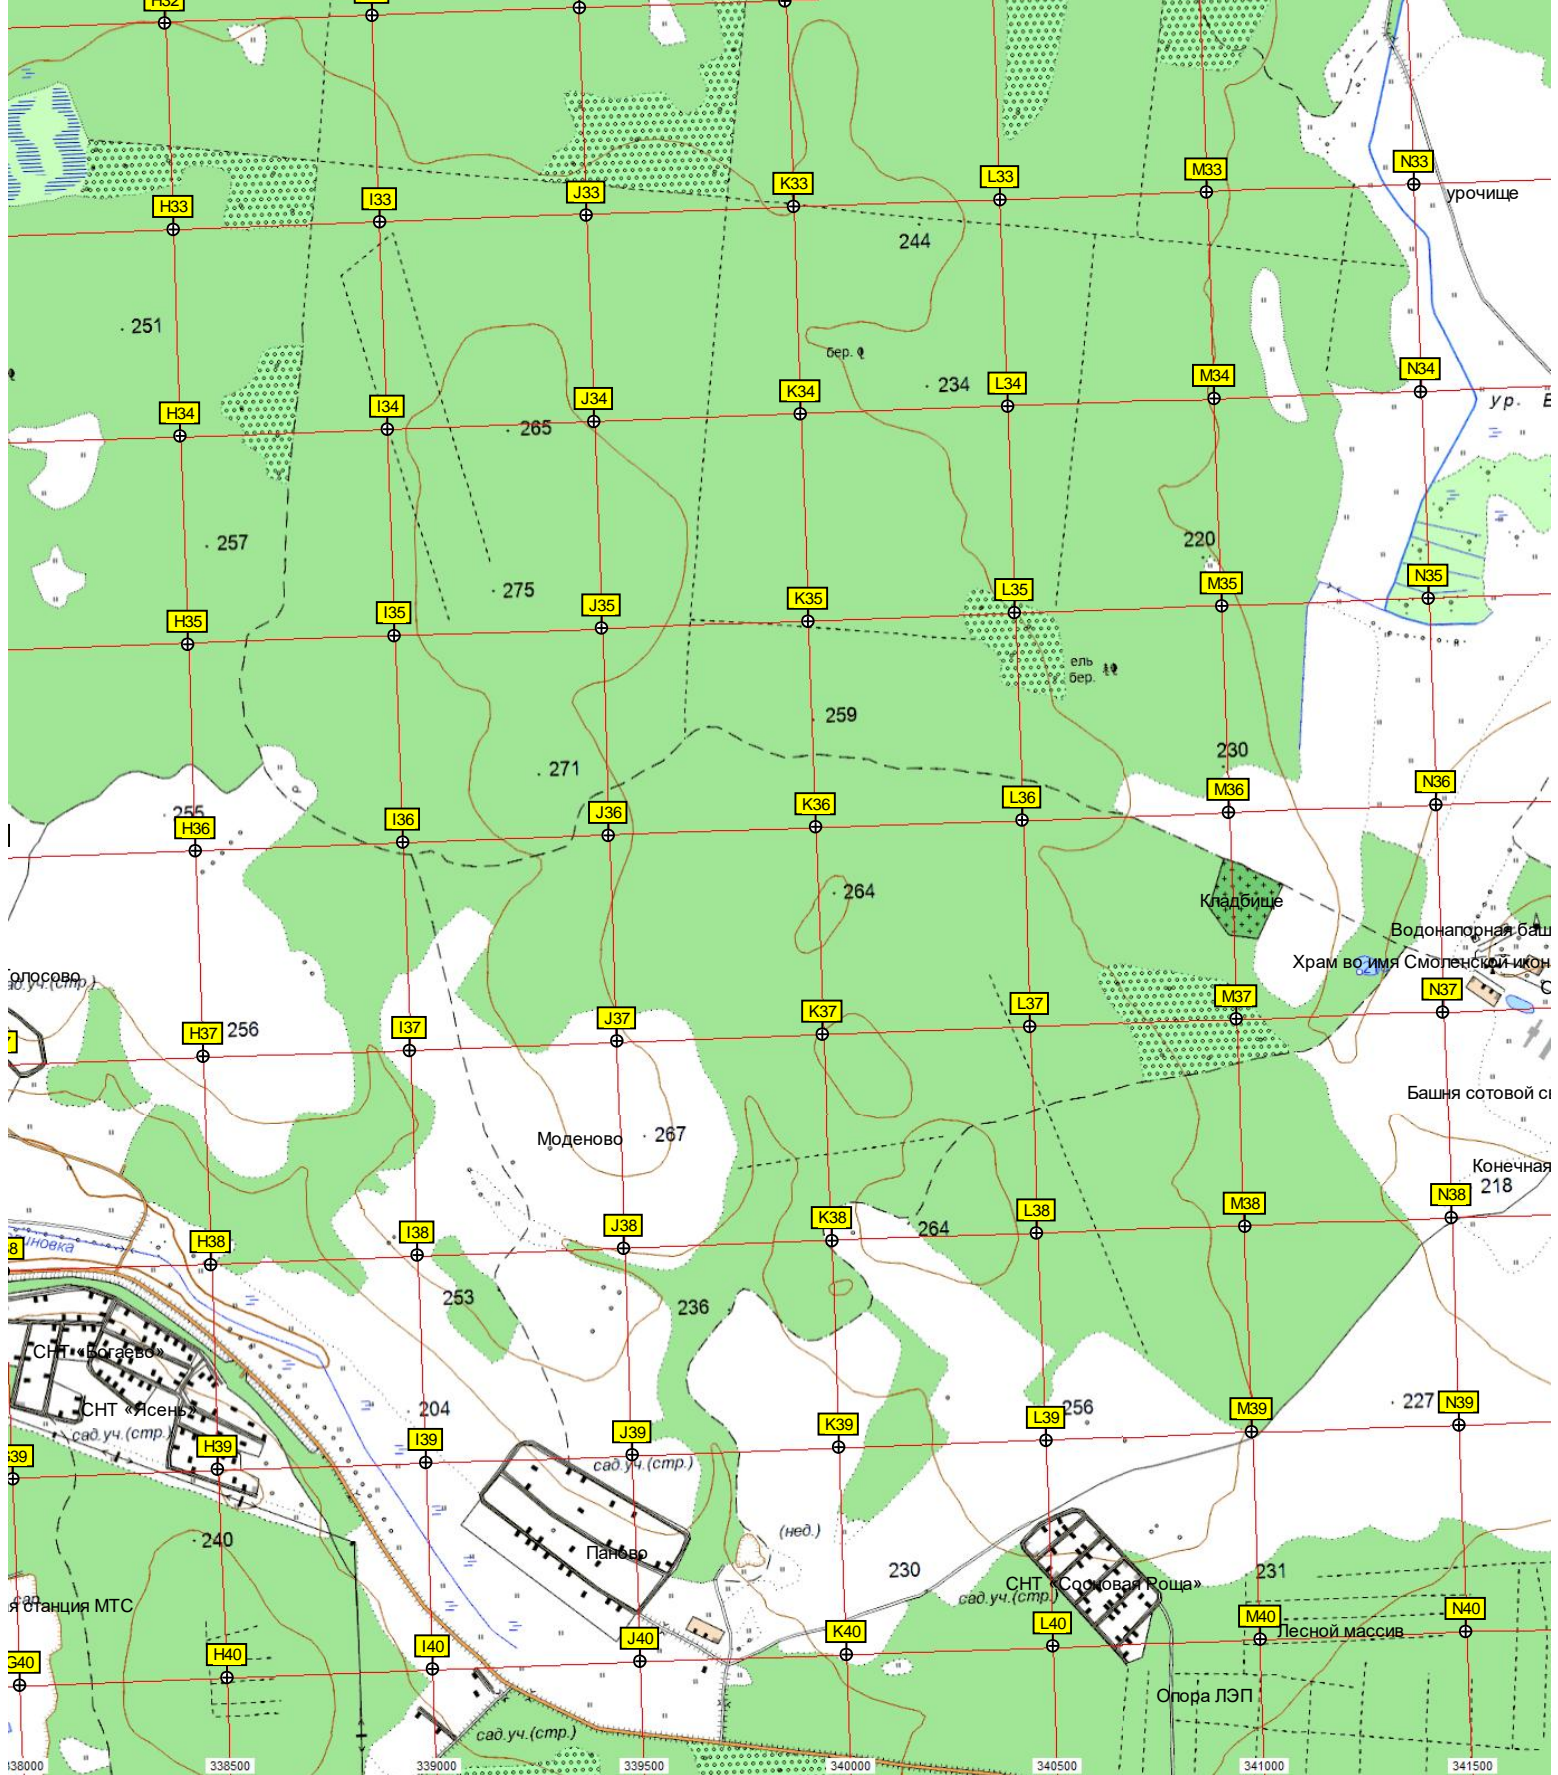 H32
K33
L33
M33
N33
H33
I33
J33
урочище
244
251
бер.
K34
234
L34
M34
N34
ур.
H34
I34
J34
265
257
220
275
H35
I35
J35
K35
L35
M35
N35
ель
бер.
259
271
230
255
H36
I36
J36
K36
L36
M36
N36
264
Кладбище
Водонапорная баш
Храм во имя Смоленской икон
олосово
H37
256
I37
J37
K37
L37
M37
N37
Башня сотовой св
Моденово
267
Конечная
218
H38
I38
J38
K38
264
L38
M38
N38
253
236
СНТ «Богаево»
СНТ «Ясень»
сад.уч.(стр.)
204
H39
I39
J39
K39
L39
256
M39
227
N39
сад.уч.(стр.)
240
(нед.)
Паново
230
231
СНТ «Сосновая Роща»
сад.уч.(стр.)
я станция МТС
G40
H40
I40
J40
K40
L40
M40
N40
Лесной массив
Опора ЛЭП
сад.уч.(стр.)
338000
338500
339000
339500
340000
340500
341000
341500